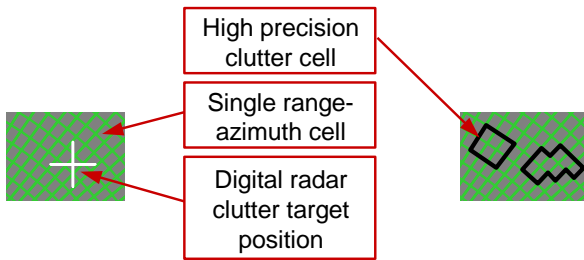 High precision
clutter cell
Single range-
azimuth cell
Digital radar
clutter target
position